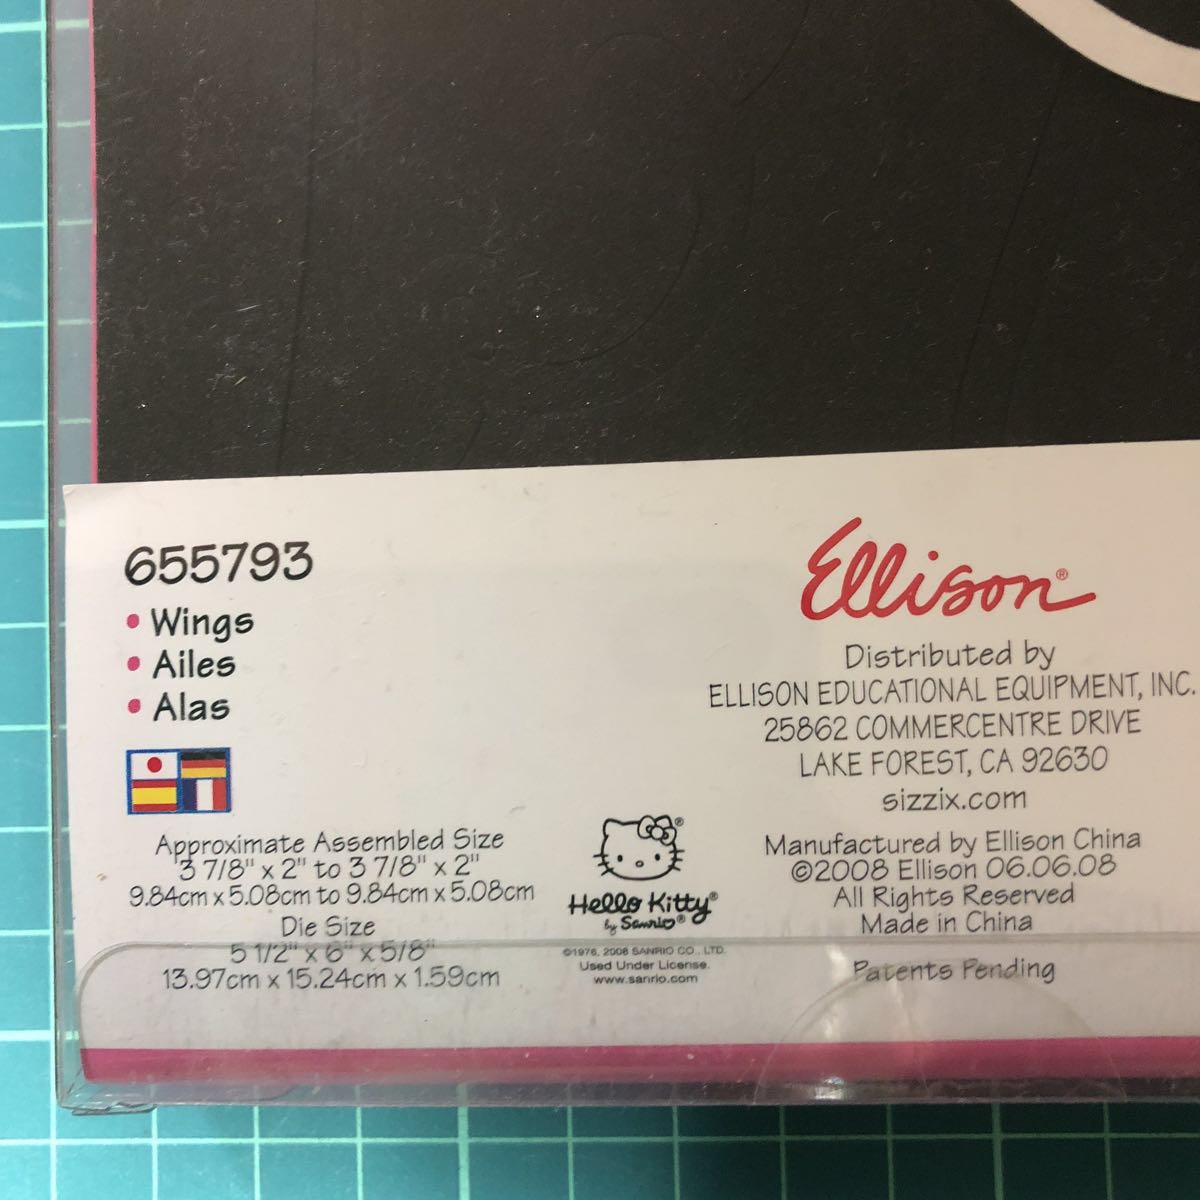 655793
• Wings
• Ailes
• Alas
Approximate Assembled Size
3 7/8" x 2" to 3 7/8" x 2"
9.84cm x 5.08cm to 9.84cm x 5.08cm
Die Size
5 1/2" x 6" x 5/8"
13.97cm x 15.24cm x 1.59cm
®
Hello Kitty®
by Sanrio®
©1976, 2008 SANRIO CO., LTD.
Used Under License.
www.sanrio.com
Ellison®
Distributed by
ELLISON EDUCATIONAL EQUIPMENT, INC.
25862 COMMERCENTRE DRIVE
LAKE FOREST, CA 92630
sizzix.com
Manufactured by Ellison China
©2008 Ellison 06.06.08
All Rights Reserved
Made in China
Patents Pending